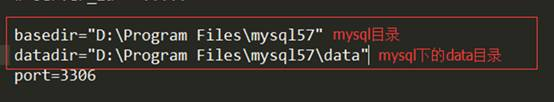 basedir="D:\Program Files\mysql57" mysql目录
datadir="D:\Program Files\mysql57\data" mysql下的data目录
port=3306